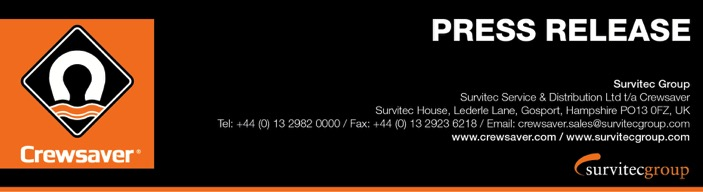 PRESS RELEASE
Survitec Group
Survitec Service & Distribution Ltd t/a Crewsaver
Survitec House, Lederle Lane, Gosport, Hampshire PO13 0FZ, UK
Tel: +44 (0) 13 2982 0000 / Fax: +44 (0) 13 2923 6218 / Email: crewsaver.sales@survitecgroup.com
www.crewsaver.com / www.survitecgroup.com
Crewsaver®
survitecgroup